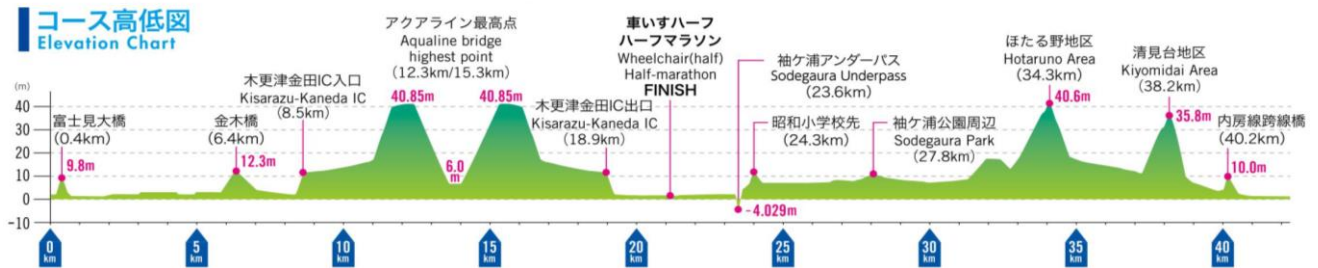 コース高低図
Elevation Chart
アクアライン最高点
Aqualine bridge
highest point
(12.3km/15.3km)
40.85m
40.85m
車いすハーフ
ハーフマラソン
Wheelchair(half)
Half-marathon
FINISH
袖ケ浦アンダーパス
Sodegaura Underpass
(23.6km)
ほたる野地区
Hotaruno Area
(34.3km)
40.6m
清見台地区
Kiyomidai Area
(38.2km)
35.8m
木更津金田IC入口
Kisarazu-Kaneda IC
(8.5km)
木更津金田IC出口
Kisarazu-Kaneda IC
(18.9km)
富士見大橋
(0.4km)
9.8m
金木橋
(6.4km)
12.3m
6.0
m
昭和小学校先
(24.3km)
袖ケ浦公園周辺
Sodegaura Park
(27.8km)
内房線跨線橋
(40.2km)
10.0m
-4.029m
(m)
40
30
20
10
0
-10
0
km
5
km
10
km
15
km
20
km
25
km
30
km
35
km
40
km